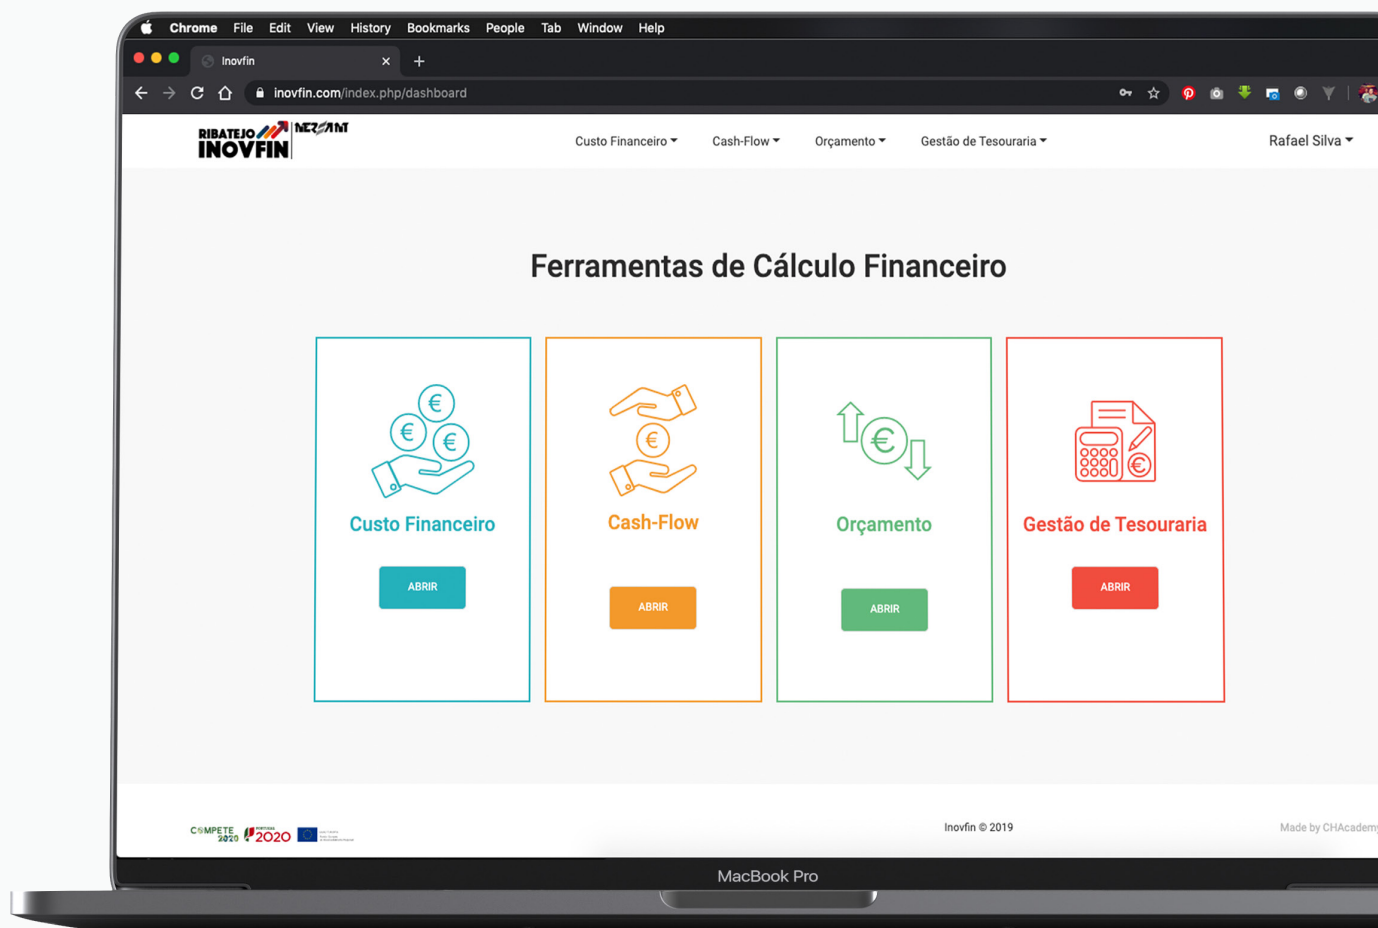 Chrome File Edit View History Bookmarks People Tab Window Help
Inovfin
inovfin.com/index.php/dashboard
RIBATEJO
INOVFIN
NERSANT
Custo Financeiro Cash-Flow Orçamento Gestão de Tesouraria Rafael Silva
Ferramentas de Cálculo Financeiro
Custo Financeiro Cash-Flow Orçamento Gestão de Tesouraria
ABRIR ABRIR ABRIR ABRIR
COMPETE
2020
PORTUGAL
2020
Inovfin © 2019
Made by CHAcademy
MacBook Pro